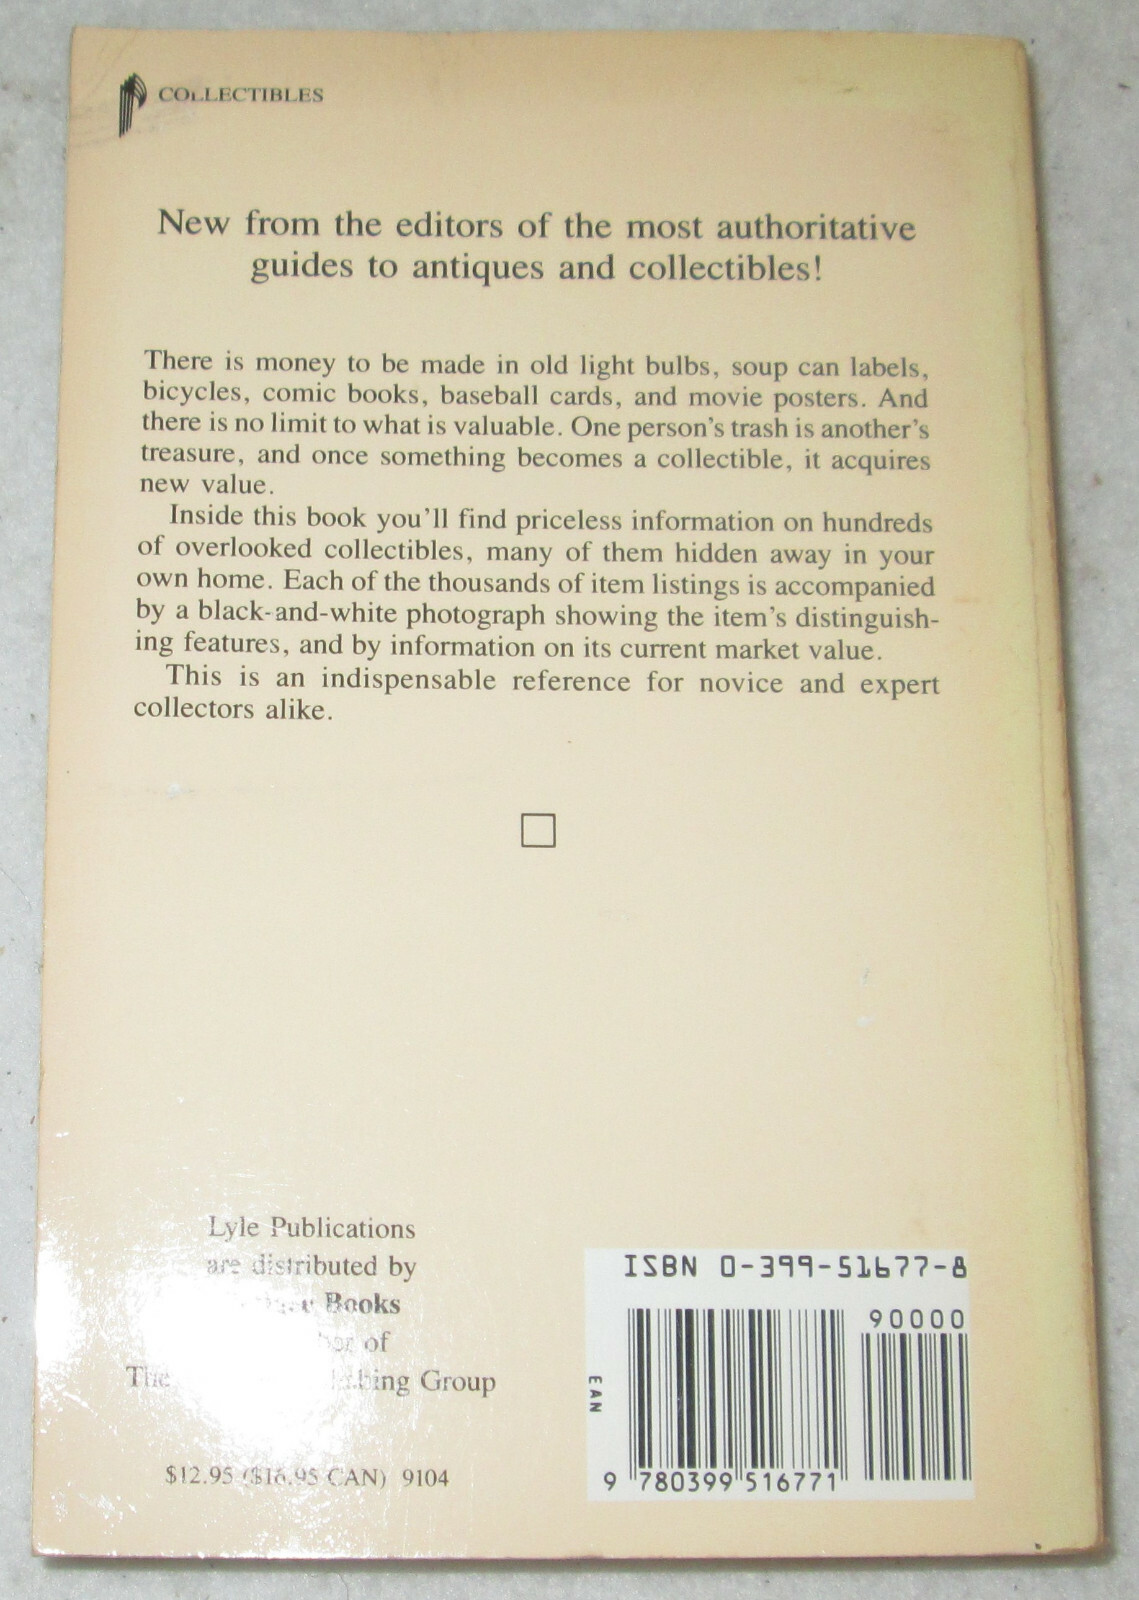 COLLECTIBLES
New from the editors of the most authoritative
guides to antiques and collectibles!
There is money to be made in old light bulbs, soup can labels,
bicycles, comic books, baseball cards, and movie posters. And
there is no limit to what is valuable. One person's trash is another's
treasure, and once something becomes a collectible, it acquires
new value.
Inside this book you'll find priceless information on hundreds
of overlooked collectibles, many of them hidden away in your
own home. Each of the thousands of item listings is accompanied
by a black-and-white photograph showing the item's distinguish-
ing features, and by information on its current market value.
This is an indispensable reference for novice and expert
collectors alike.
Lyle Publications
are distributed by
Books
of
The Group
$12.95 ($16.95 CAN) 9104
ISBN 0-399-51677-8
90000
EAN
9 780399 516771